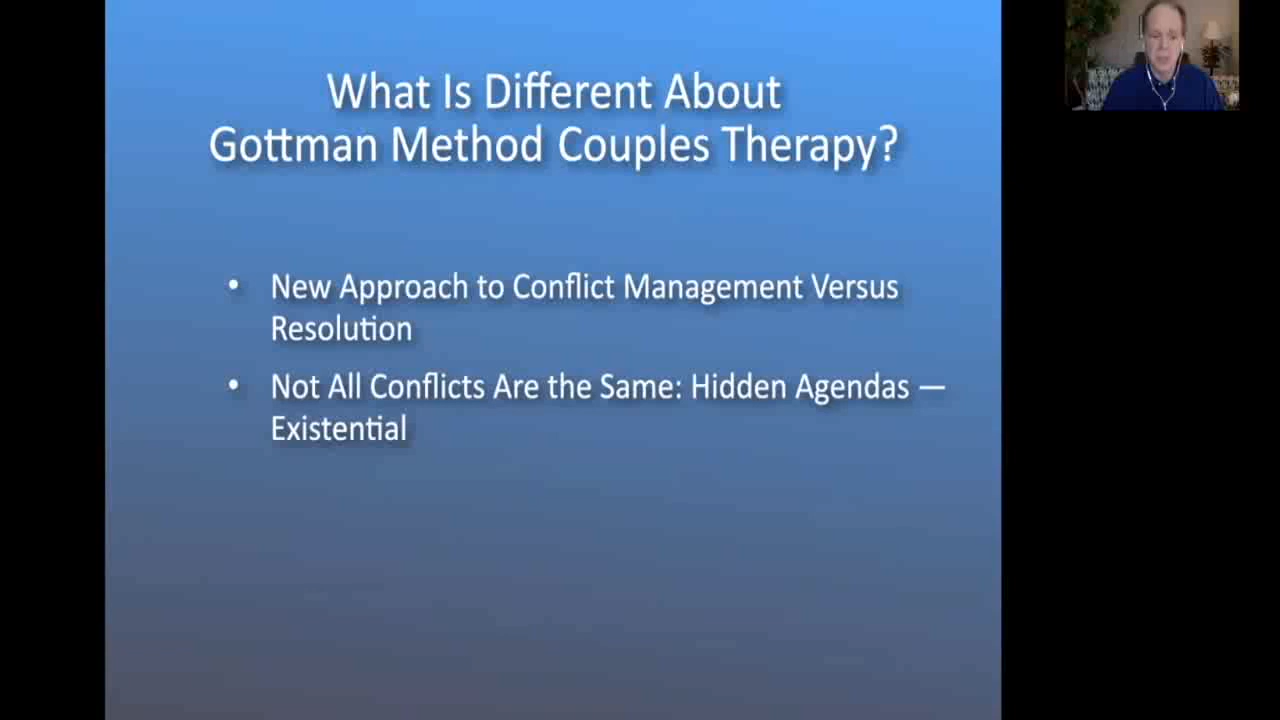 What Is Different About
Gottman Method Couples Therapy?
• New Approach to Conflict Management Versus
Resolution
• Not All Conflicts Are the Same: Hidden Agendas —
Existential